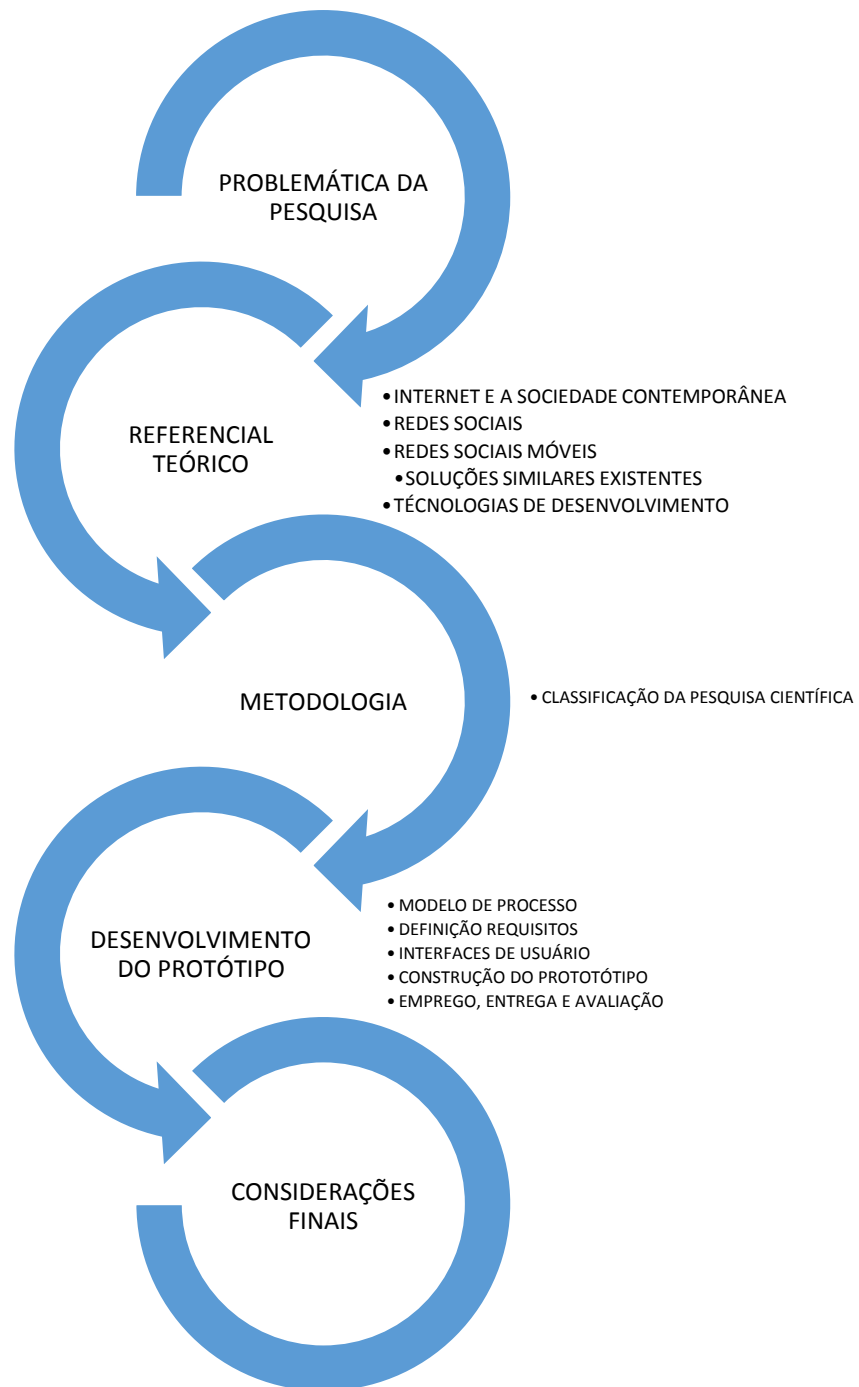 PROBLEMÁTICA DA
PESQUISA
REFERENCIAL
TEÓRICO
•INTERNET E A SOCIEDADE CONTEMPORÂNEA
•REDES SOCIAIS
•REDES SOCIAIS MÓVEIS
•SOLUÇÕES SIMILARES EXISTENTES
•TÉCNOLOGIAS DE DESENVOLVIMENTO
METODOLOGIA
•CLASSIFICAÇÃO DA PESQUISA CIENTÍFICA
DESENVOLVIMENTO
DO PROTÓTIPO
•MODELO DE PROCESSO
•DEFINIÇÃO REQUISITOS
•INTERFACES DE USUÁRIO
•CONSTRUÇÃO DO PROTOTÓTIPO
•EMPREGO, ENTREGA E AVALIAÇÃO
CONSIDERAÇÕES
FINAIS